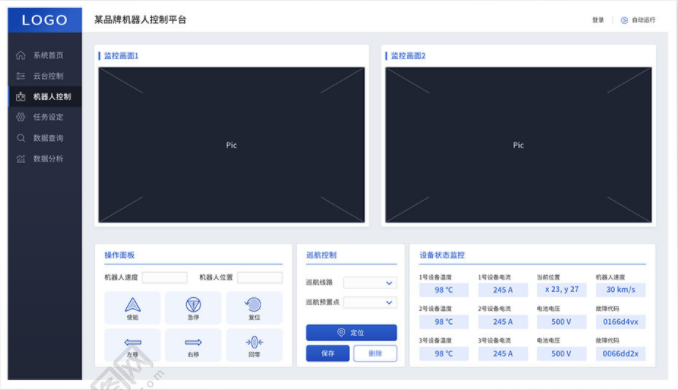 LOGO
某品牌机器人控制平台
登录
自动运行
系统首页
云台控制
机器人控制
任务设定
数据查询
数据分析
监控画面1
Pic
监控画面2
Pic
操作面板
机器人速度
机器人位置
使能
急停
复位
左移
右移
回零
巡航控制
巡航线路
巡航预置点
定位
保存
删除
设备状态监控
1号设备温度 1号设备电流 当前位置 机器人速度
98 °C 245 A x 23, y 27 30 km/s
2号设备温度 2号设备电流 电池电压 故障代码
98 °C 245 A 500 V 0166d4vx
3号设备温度 3号设备电流 电池电压 故障代码
98 °C 245 A 500 V 0066dd2x